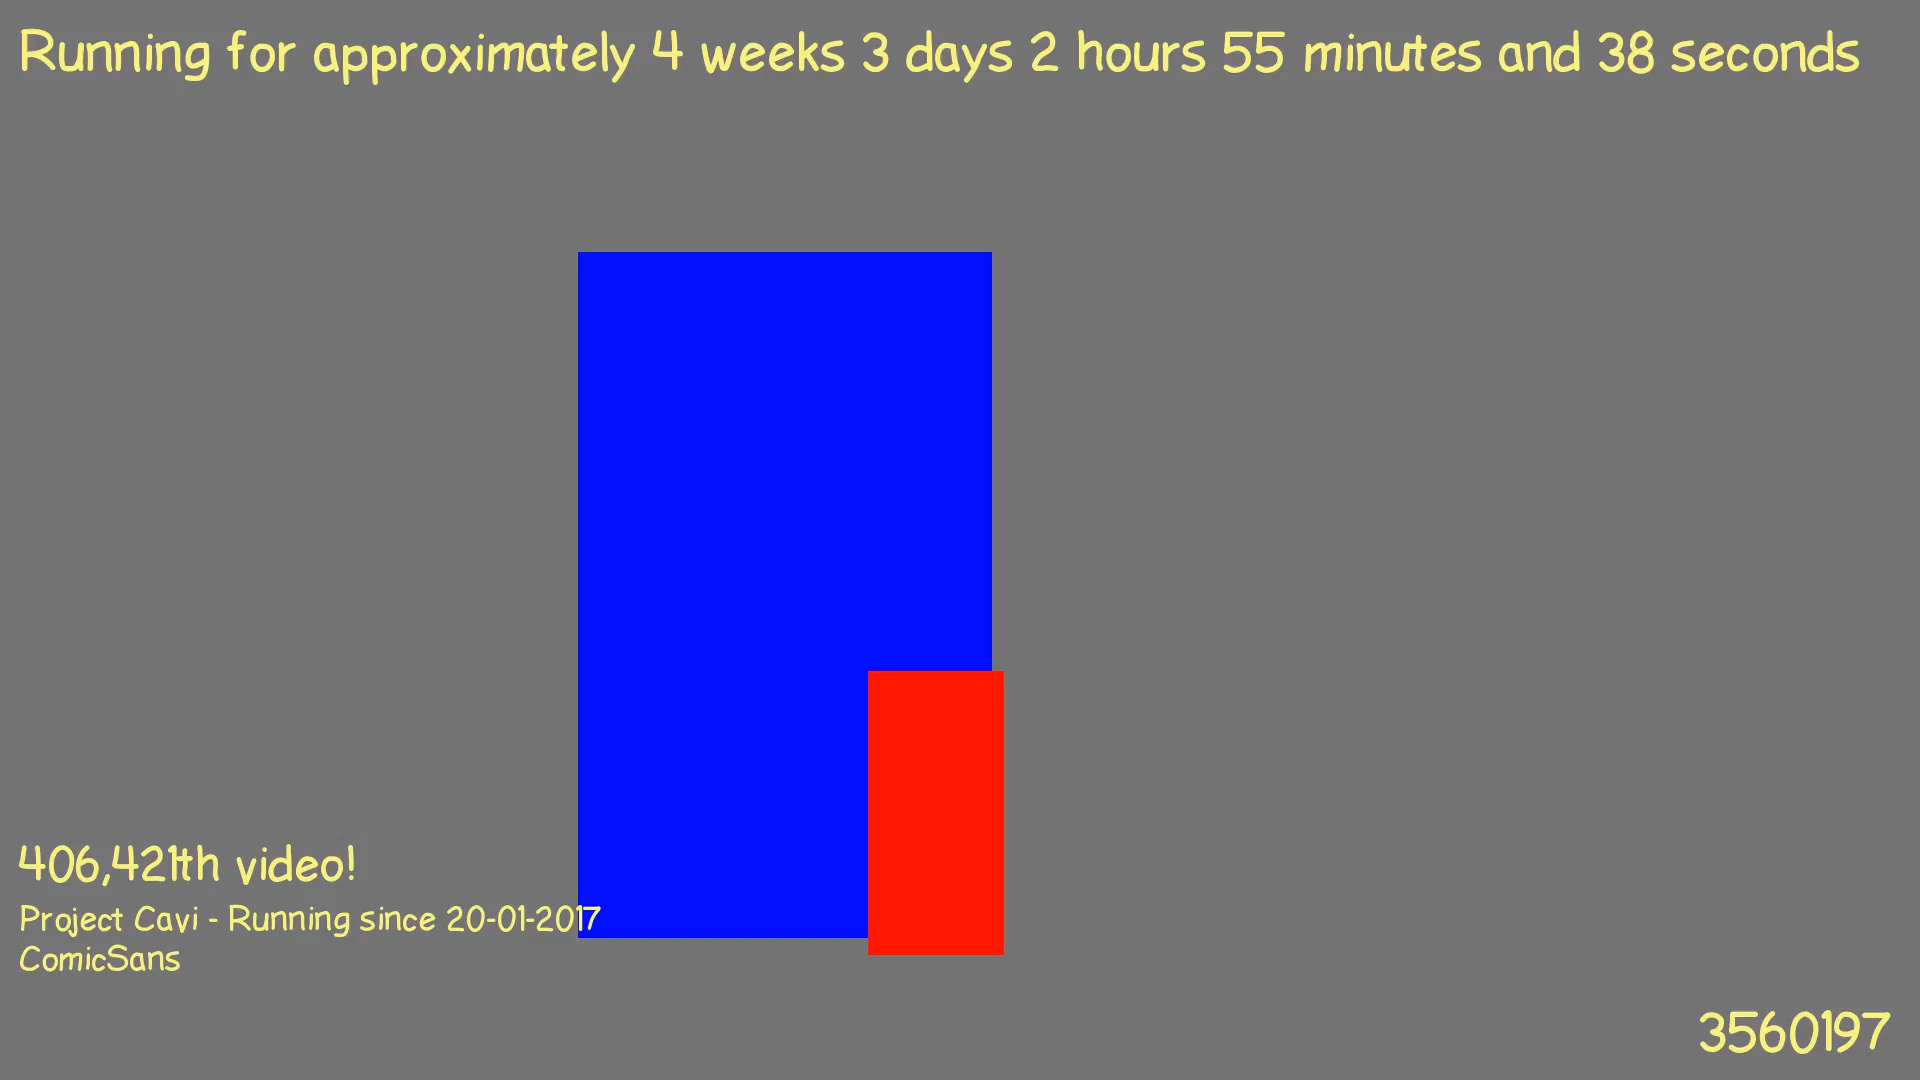 Running for approximately 4 weeks 3 days 2 hours 55 minutes and 38 seconds
406,421th video!
Project Cavi - Running since 20-01-2017
ComicSans
3560197